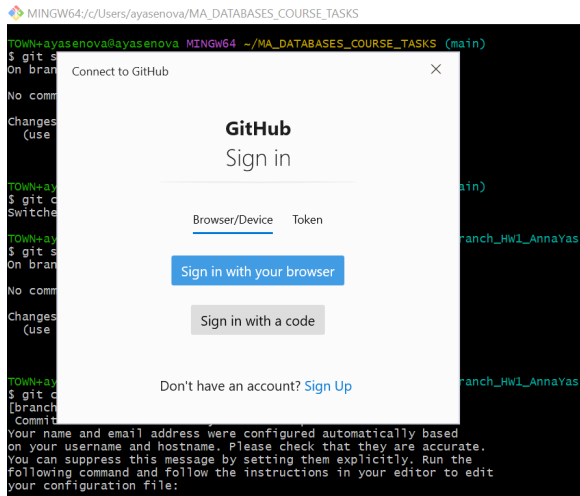 MINGW64:/c/Users/ayasenova/MA_DATABASES_COURSE_TASKS
TOWN+ayasenova@ayasenova MINGW64 ~/MA_DATABASES_COURSE_TASKS (main)
$ git s
On bran
No comm
Changes
(use
TOWN+ay
ain)
$ git c
Switche
TOWN+ay
ranch_HW1_AnnaYas
$ git s
On bran
No comm
Changes
(use
TOWN+ay
ranch_HW1_AnnaYas
$ git c
[branch
Commit
Your name and email address were configured automatically based
on your username and hostname. Please check that they are accurate.
You can suppress this message by setting them explicitly. Run the
following command and follow the instructions in your editor to edit
your configuration file:
Connect to GitHub
GitHub
Sign in
Browser/Device Token
Sign in with your browser
Sign in with a code
Don't have an account? Sign Up